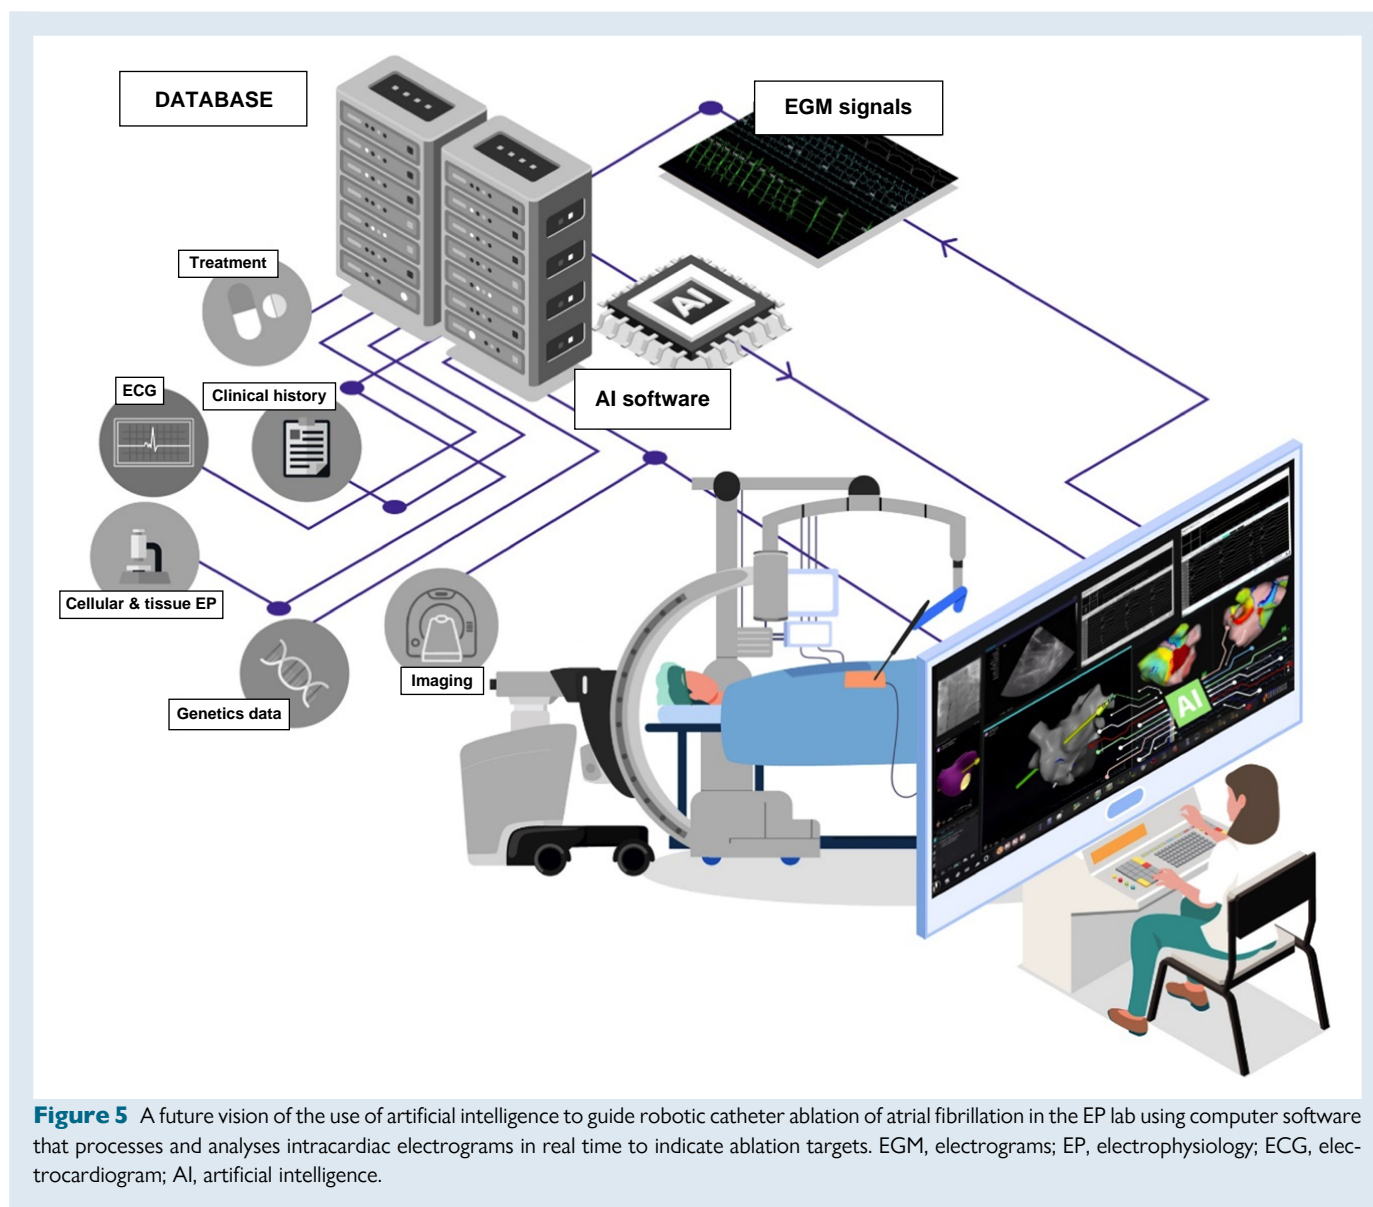 DATABASE
EGM signals
Treatment
AI
ECG
Clinical history
AI software
Cellular & tissue EP
Imaging
Genetics data
AI
Figure 5 A future vision of the use of artificial intelligence to guide robotic catheter ablation of atrial fibrillation in the EP lab using computer software
that processes and analyses intracardiac electrograms in real time to indicate ablation targets. EGM, electrograms; EP, electrophysiology; ECG, elec-
trocardiogram; AI, artificial intelligence.